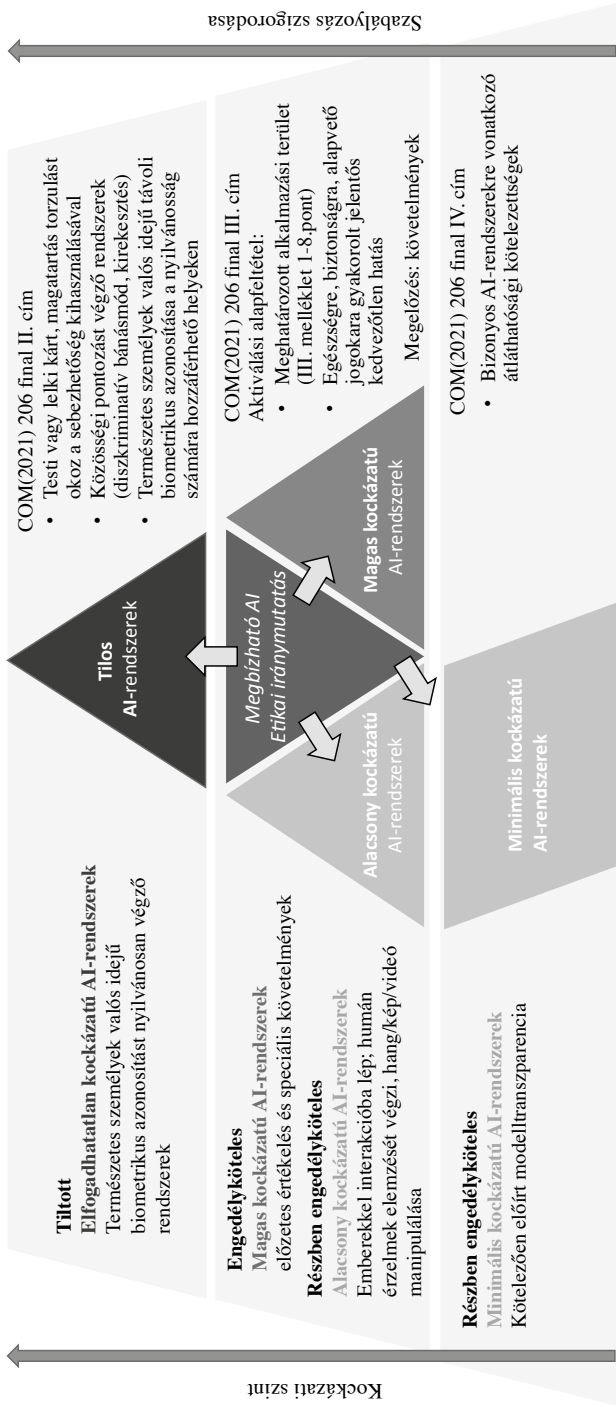 Kockázati szint
Tiltott
Elfogadhatatlan kockázatú AI-rendszerek
Természetes személyek valós idejű
biometrikus azonosítást nyilvánosan végző
rendszerek
Tilos
AI-rendszerek
COM(2021) 206 final II. cím
• Testi vagy lelki kárt, magatartás torzulást
okoz a sebezhetőség kihasználásával
• Közösségi pontozást végző rendszerek
(diszkriminatív bánásmód, kirekesztés)
• Természetes személyek valós idejű távoli
biometrikus azonosítása a nyilvánosság
számára hozzáférhető helyeken
Engedélyköteles
Magas kockázatú AI-rendszerek
előzetes értékelés és speciális követelmények
Részben engedélyköteles
Alacsony kockázatú AI-rendszerek
Emberekkel interakcióba lép; humán
érzelmek elemzését végzi, hang/kép/videó
manipulálása
Megbízható AI
Etikai iránymutatás
Alacsony kockázatú
AI-rendszerek
Magas kockázatú
AI-rendszerek
COM(2021) 206 final III. cím
Aktiválási alapfeltétel:
• Meghatározott alkalmazási terület
(III. melléklet 1-8.pont)
• Egészségre, biztonságra, alapvető
jogokara gyakorolt jelentős
kedvezőtlen hatás
Megelőzés: követelmények
Részben engedélyköteles
Minimális kockázatú AI-rendszerek
Kötelezően előírt modelltranszparencia
Minimális kockázatú
AI-rendszerek
COM(2021) 206 final IV. cím
• Bizonyos AI-rendszerekre vonatkozó
átláthatósági kötelezettségek
Szabályozás szigorodása